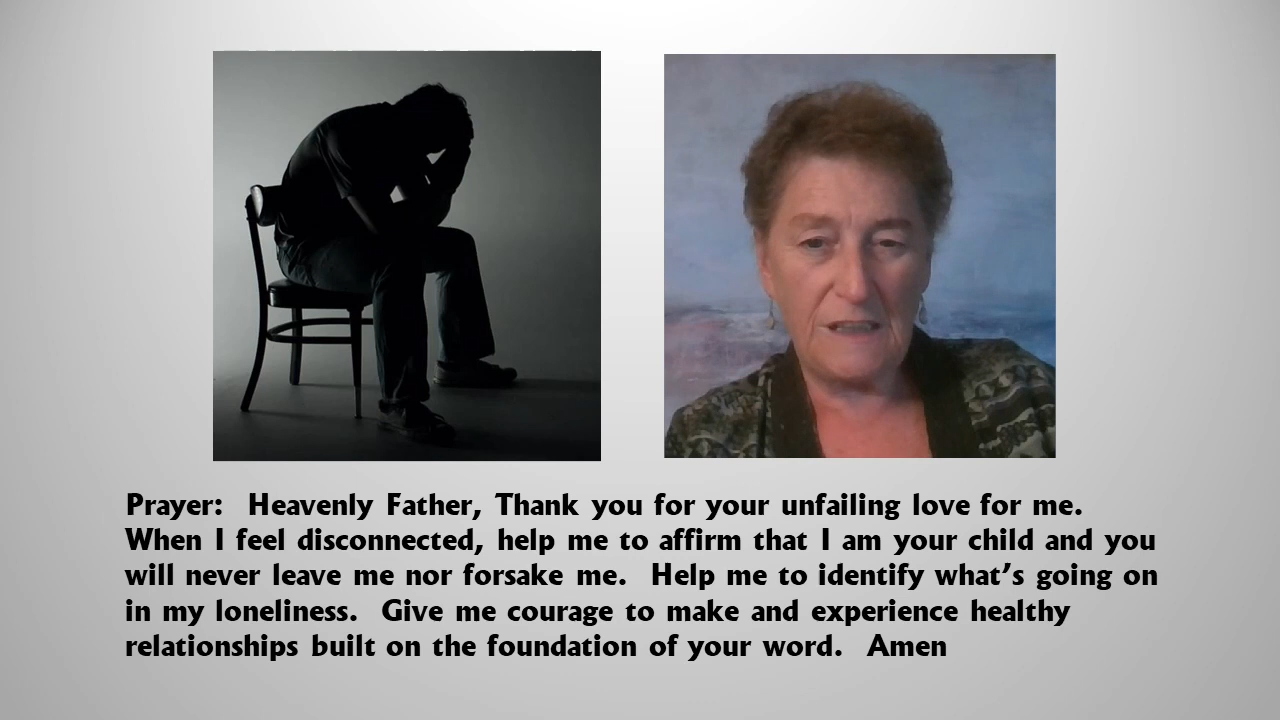 Prayer:  Heavenly Father, Thank you for your unfailing love for me.
When I feel disconnected, help me to affirm that I am your child and you
will never leave me nor forsake me.  Help me to identify what's going on
in my loneliness.  Give me courage to make and experience healthy
relationships built on the foundation of your word.  Amen